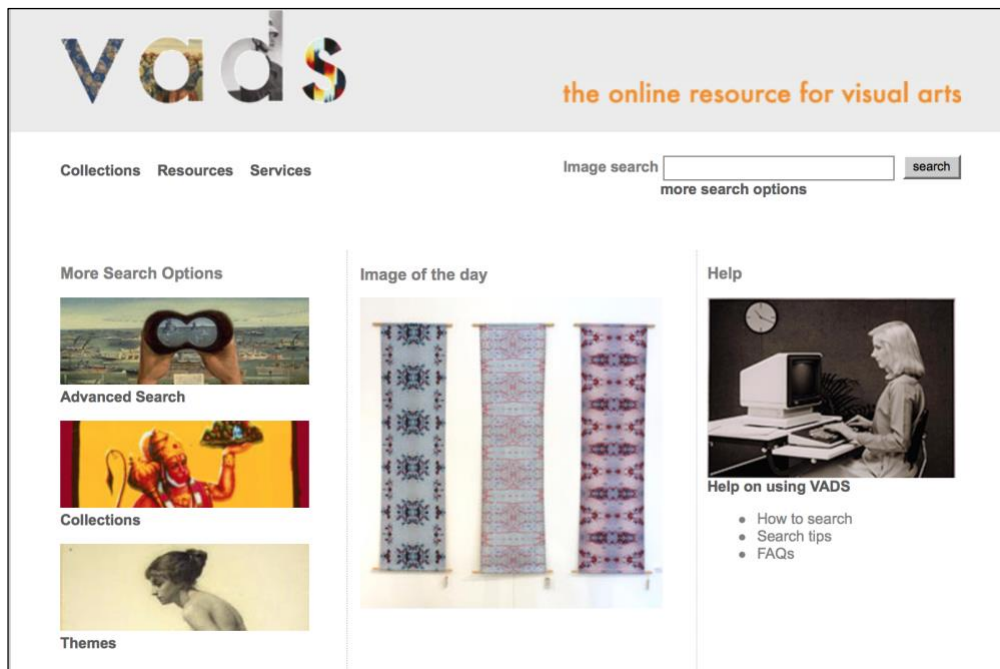 vads
the online resource for visual arts
Collections Resources Services
Image search
search
more search options
More Search Options
Advanced Search
Collections
Themes
Image of the day
Help
Help on using VADS
How to search
Search tips
FAQs